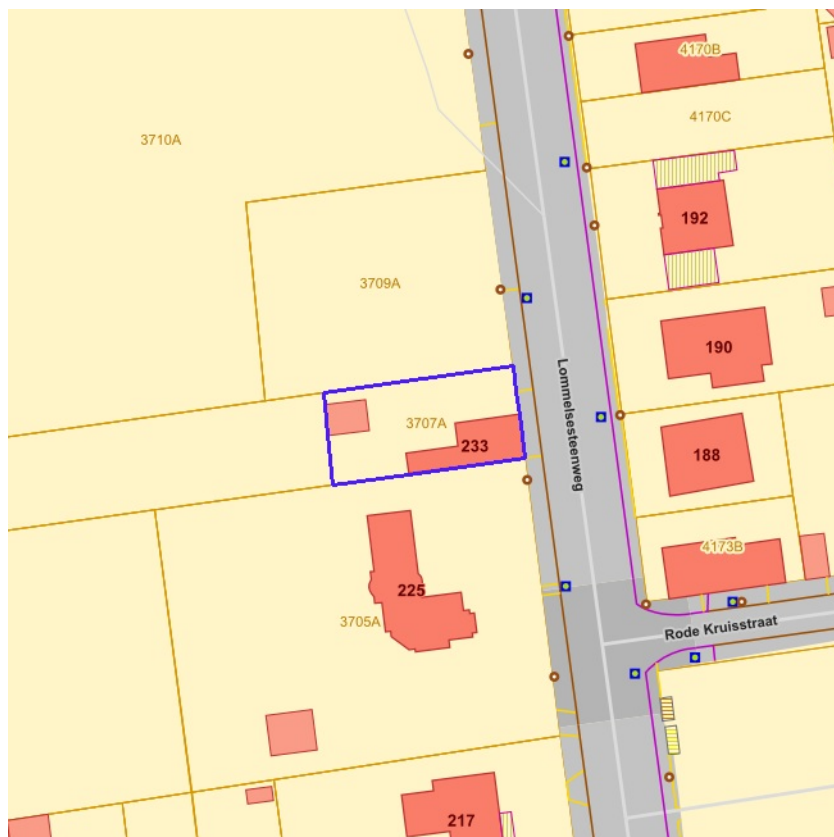 4170B
4170C
3710A
192
3709A
190
Lommelsesteenweg
3707A
233
188
4173B
225
3705A
Rode Kruisstraat
217